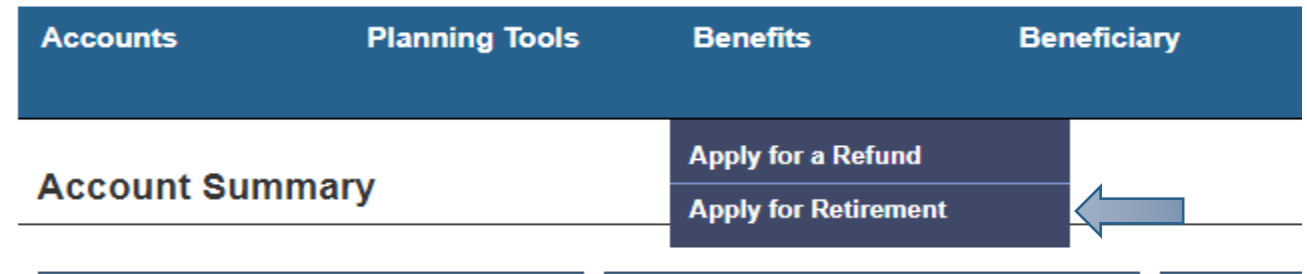 Accounts Planning Tools Benefits Beneficiary
Apply for a Refund
Account Summary
Apply for Retirement